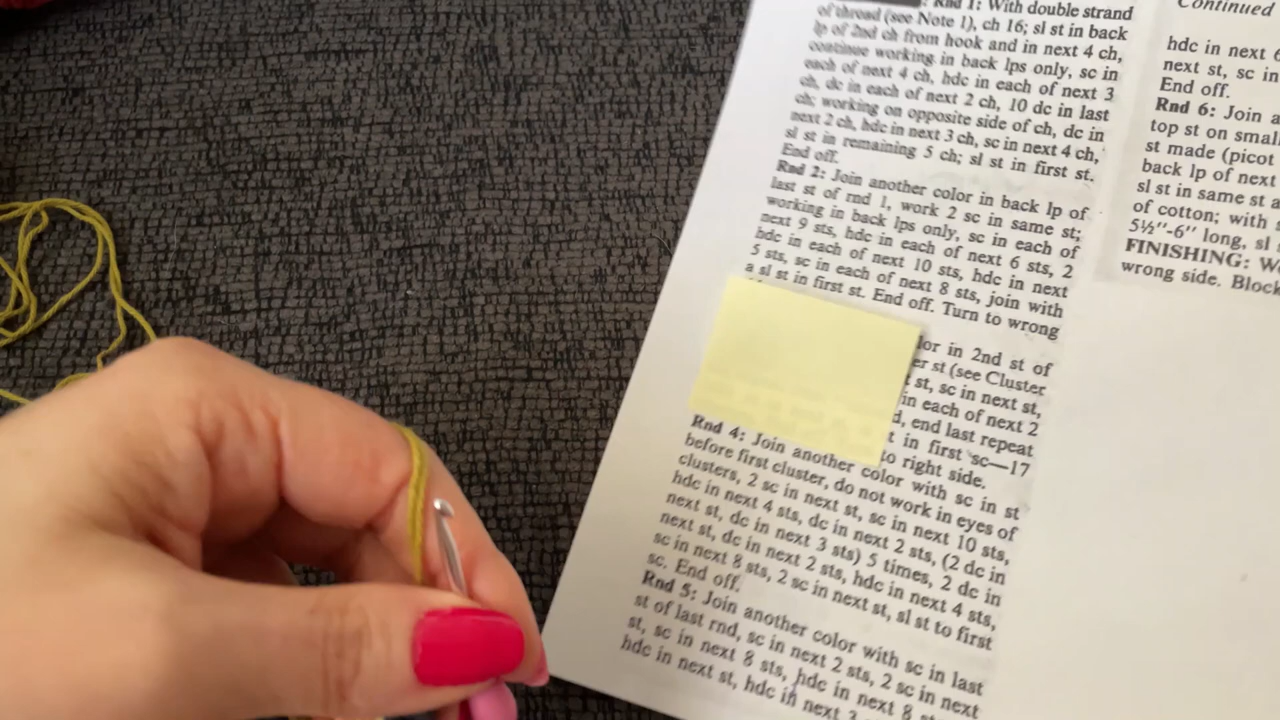 : Rnd 1: With double strand
of thread (see Note 1), ch 16; sl st in back
lp of 2nd ch from hook and in next 4 ch,
continue working in back lps only, sc in
each of next 4 ch, hdc in each of next 3
ch, dc in each of next 2 ch, 10 dc in last
ch; working on opposite side of ch, dc in
next 2 ch, hdc in next 3 ch, sc in next 4 ch,
sl st in remaining 5 ch; sl st in first st.
End off.
Rnd 2: Join another color in back lp of
last st of rnd 1, work 2 sc in same st;
working in back lps only, sc in each of
next 9 sts, hdc in each of next 6 sts, 2
hdc in each of next 10 sts, hdc in next
5 sts, sc in each of next 8 sts, join with
a sl st in first st. End off. Turn to wrong
lor in 2nd st of
er st (see Cluster
st, sc in next st,
in each of next 2
d, end last repeat
t in first sc—17
to right side.
Rnd 4: Join another color with sc in st
before first cluster, do not work in eyes of
clusters, 2 sc in next st, sc in next 10 sts,
hdc in next 4 sts, dc in next 2 sts, (2 dc in
next st, dc in next 3 sts) 5 times, 2 dc in
next st, dc in next 2 sts, hdc in next 4 sts,
sc in next 8 sts, 2 sc in next st, sl st to first
sc. End off.
Rnd 5: Join another color with sc in last
st of last rnd, sc in next 2 sts, 2 sc in next
st, sc in next 8 sts, hdc in next 8
hdc in next st, hdc in next
Continued
hdc in next 6
next st, sc in
End off.
Rnd 6: Join a
top st on small
st made (picot
back lp of next
sl st in same st a
of cotton; with
5½"-6" long, sl
FINISHING: We
wrong side. Block